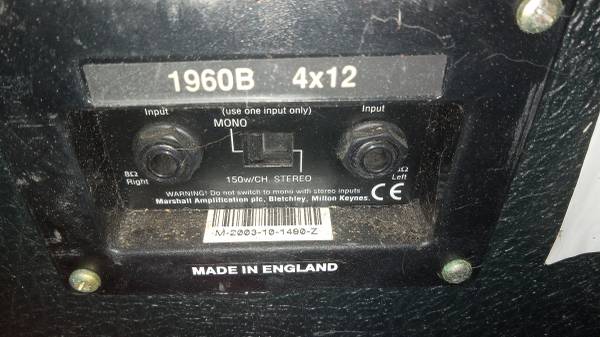 1960B 4x12
Input
(use one input only)
Input
MONO
8Ω
Right
150w/CH. STEREO
Left
WARNING! Do not switch to mono with stereo inputs
Marshall Amplification plc, Bletchley, Milton Keynes.
CE
M-2003-10-1490-Z
MADE IN ENGLAND